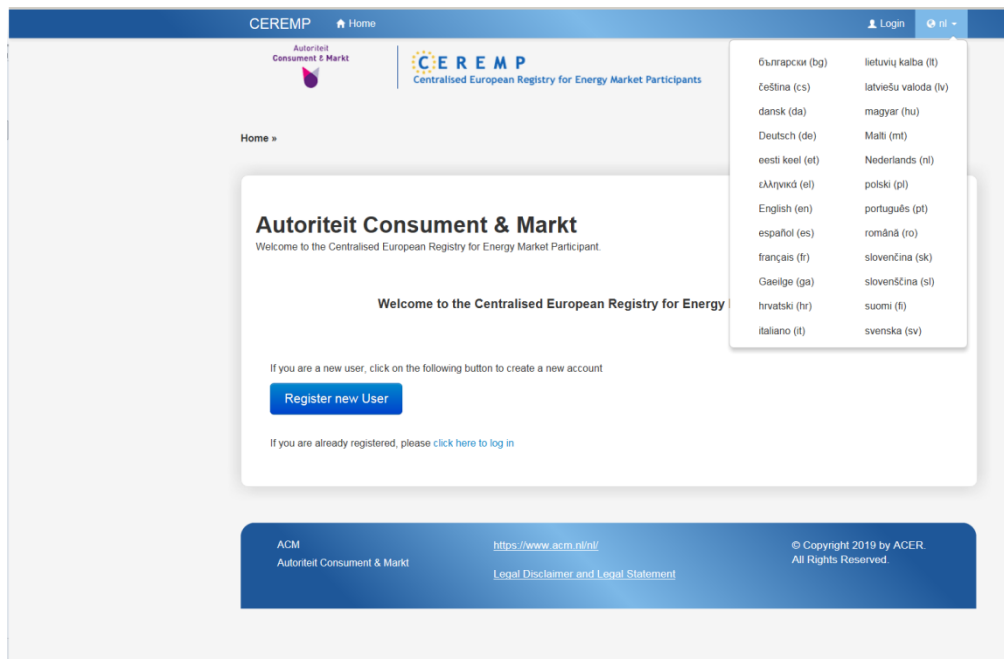 CEREMP
Home
Login
nl
Autoriteit
Consument & Markt
CEREMP
Centralised European Registry for Energy Market Participants
български (bg)
čeština (cs)
dansk (da)
Deutsch (de)
eesti keel (et)
ελληνικά (el)
English (en)
español (es)
français (fr)
Gaeilge (ga)
hrvatski (hr)
italiano (it)
lietuvių kalba (lt)
latviešu valoda (lv)
magyar (hu)
Malti (mt)
Nederlands (nl)
polski (pl)
português (pt)
română (ro)
slovenčina (sk)
slovenščina (sl)
suomi (fi)
svenska (sv)
Home »
Autoriteit Consument & Markt
Welcome to the Centralised European Registry for Energy Market Participant.
Welcome to the Centralised European Registry for Energy
If you are a new user, click on the following button to create a new account
Register new User
If you are already registered, please click here to log in
ACM
Autoriteit Consument & Markt
https://www.acm.nl/nl/
Legal Disclaimer and Legal Statement
© Copyright 2019 by ACER.
All Rights Reserved.